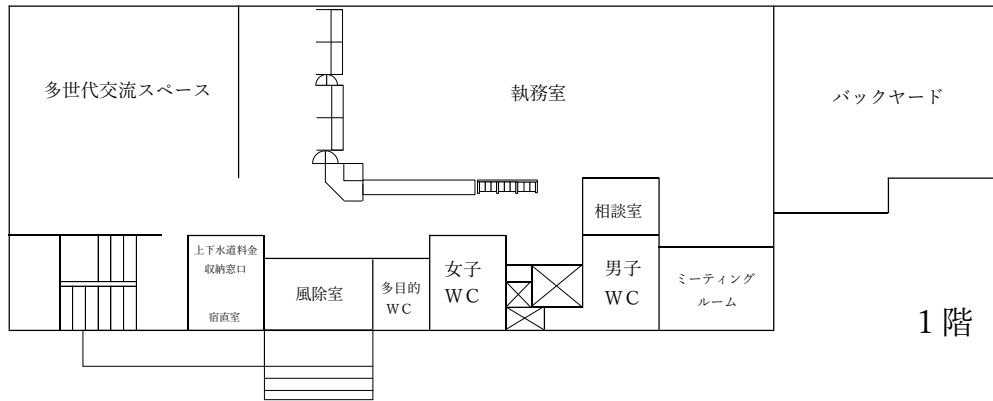 多世代交流スペース
執務室
バックヤード
相談室
上下水道料金
収納窓口
宿直室
風除室
多目的
WC
女子
WC
男子
WC
ミーティング
ルーム
1階